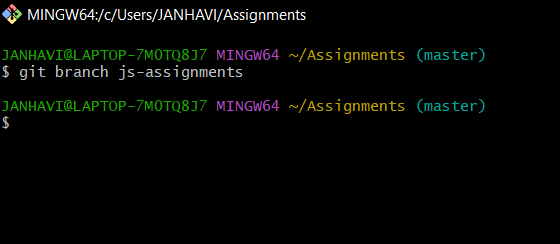 MINGW64:/c/Users/JANHAVI/Assignments
JANHAVI@LAPTOP-7M0TQ8J7 MINGW64 ~/Assignments (master)
$ git branch js-assignments
JANHAVI@LAPTOP-7M0TQ8J7 MINGW64 ~/Assignments (master)
$